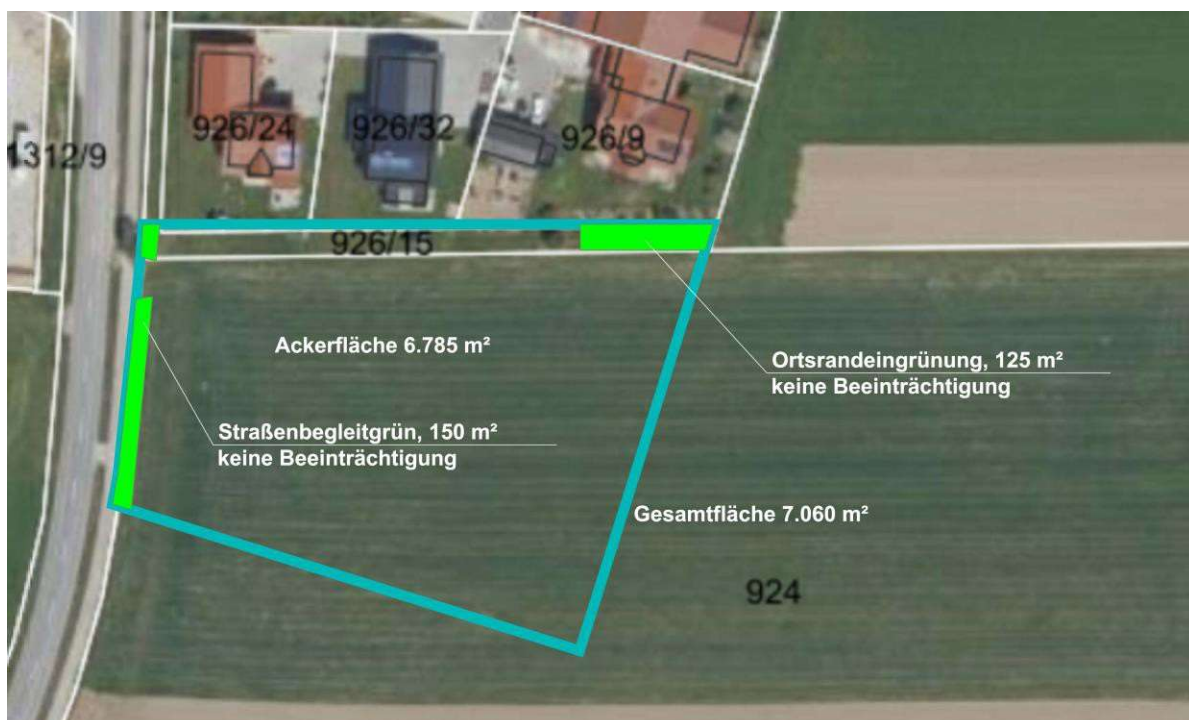 926/24
926/32
926/9
1312/9
926/15
Ackerfläche 6.785 m²
Ortsrandeingrünung, 125 m²
keine Beeinträchtigung
Straßenbegleitgrün, 150 m²
keine Beeinträchtigung
Gesamtfläche 7.060 m²
924